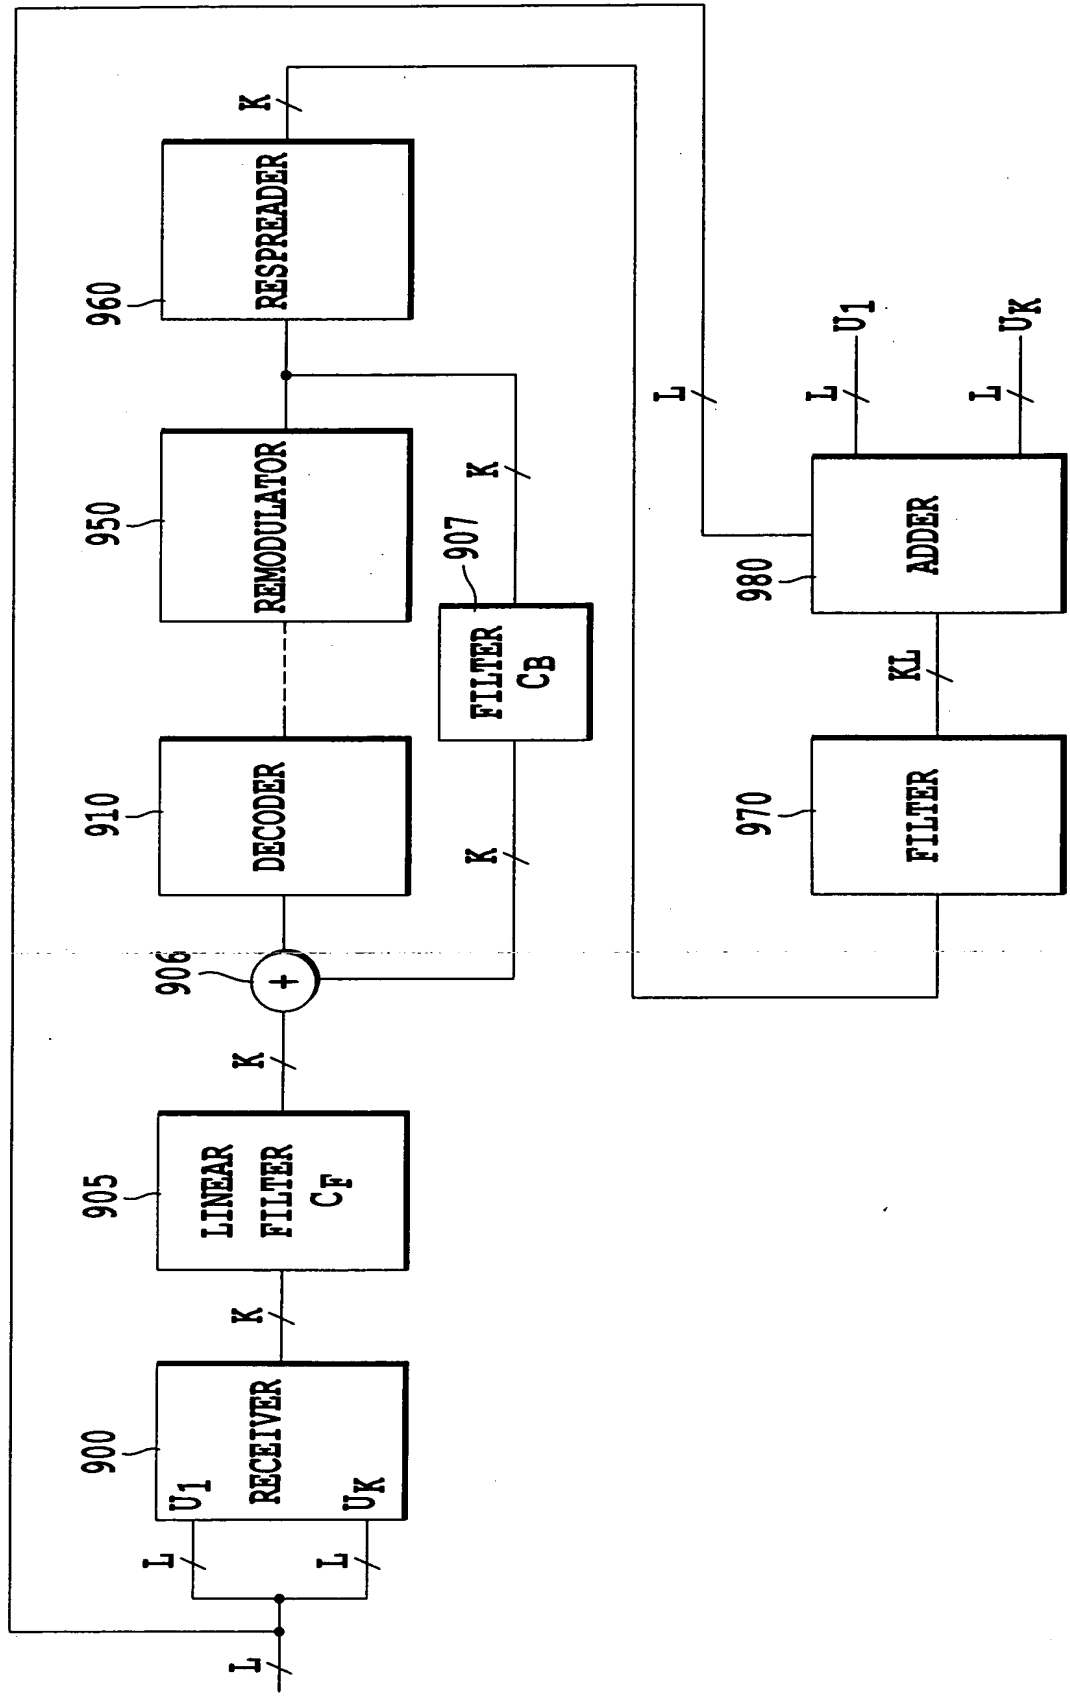 L
L
L
U1
UK
RECEIVER
900
K
LINEAR
FILTER
CF
905
K
+
906
DECODER
910
REMODULATOR
950
RESPREADER
960
K
K
FILTER
CB
907
K
L
FILTER
970
KL
ADDER
980
L
U1
L
UK